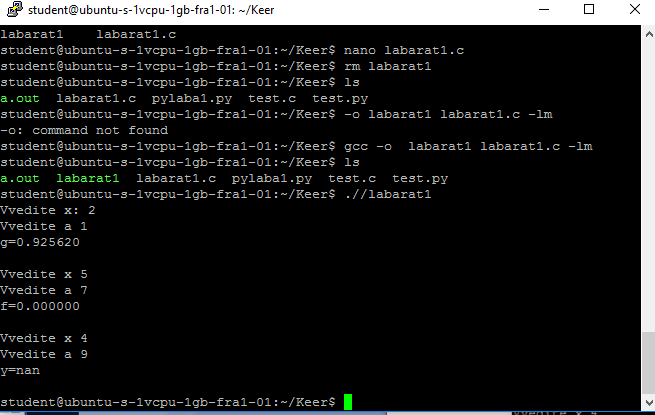 student@ubuntu-s-1vcpu-1gb-fra1-01: ~/Keer
labarat1    labarat1.c
student@ubuntu-s-1vcpu-1gb-fra1-01:~/Keer$ nano labarat1.c
student@ubuntu-s-1vcpu-1gb-fra1-01:~/Keer$ rm labarat1
student@ubuntu-s-1vcpu-1gb-fra1-01:~/Keer$ ls
a.out  labarat1.c  pylaba1.py  test.c  test.py
student@ubuntu-s-1vcpu-1gb-fra1-01:~/Keer$ -o labarat1 labarat1.c -lm
-o: command not found
student@ubuntu-s-1vcpu-1gb-fra1-01:~/Keer$ gcc -o  labarat1 labarat1.c -lm
student@ubuntu-s-1vcpu-1gb-fra1-01:~/Keer$ ls
a.out  labarat1  labarat1.c  pylaba1.py  test.c  test.py
student@ubuntu-s-1vcpu-1gb-fra1-01:~/Keer$ .//labarat1
Vvedite x: 2
Vvedite a 1
g=0.925620
Vvedite x 5
Vvedite a 7
f=0.000000
Vvedite x 4
Vvedite a 9
y=nan
student@ubuntu-s-1vcpu-1gb-fra1-01:~/Keer$